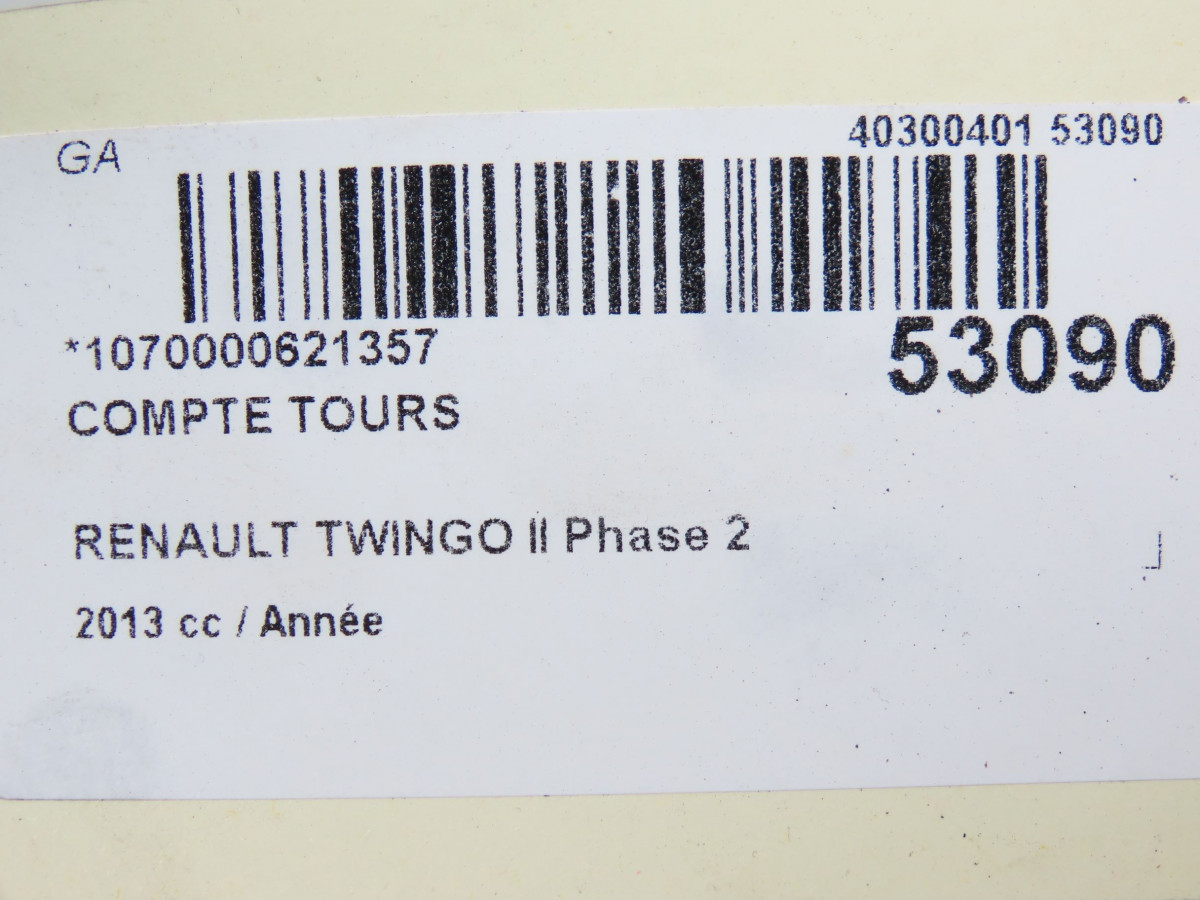 GA
40300401 53090
*1070000621357
53090
COMPTE TOURS
RENAULT TWINGO II Phase 2
2013 cc / Année